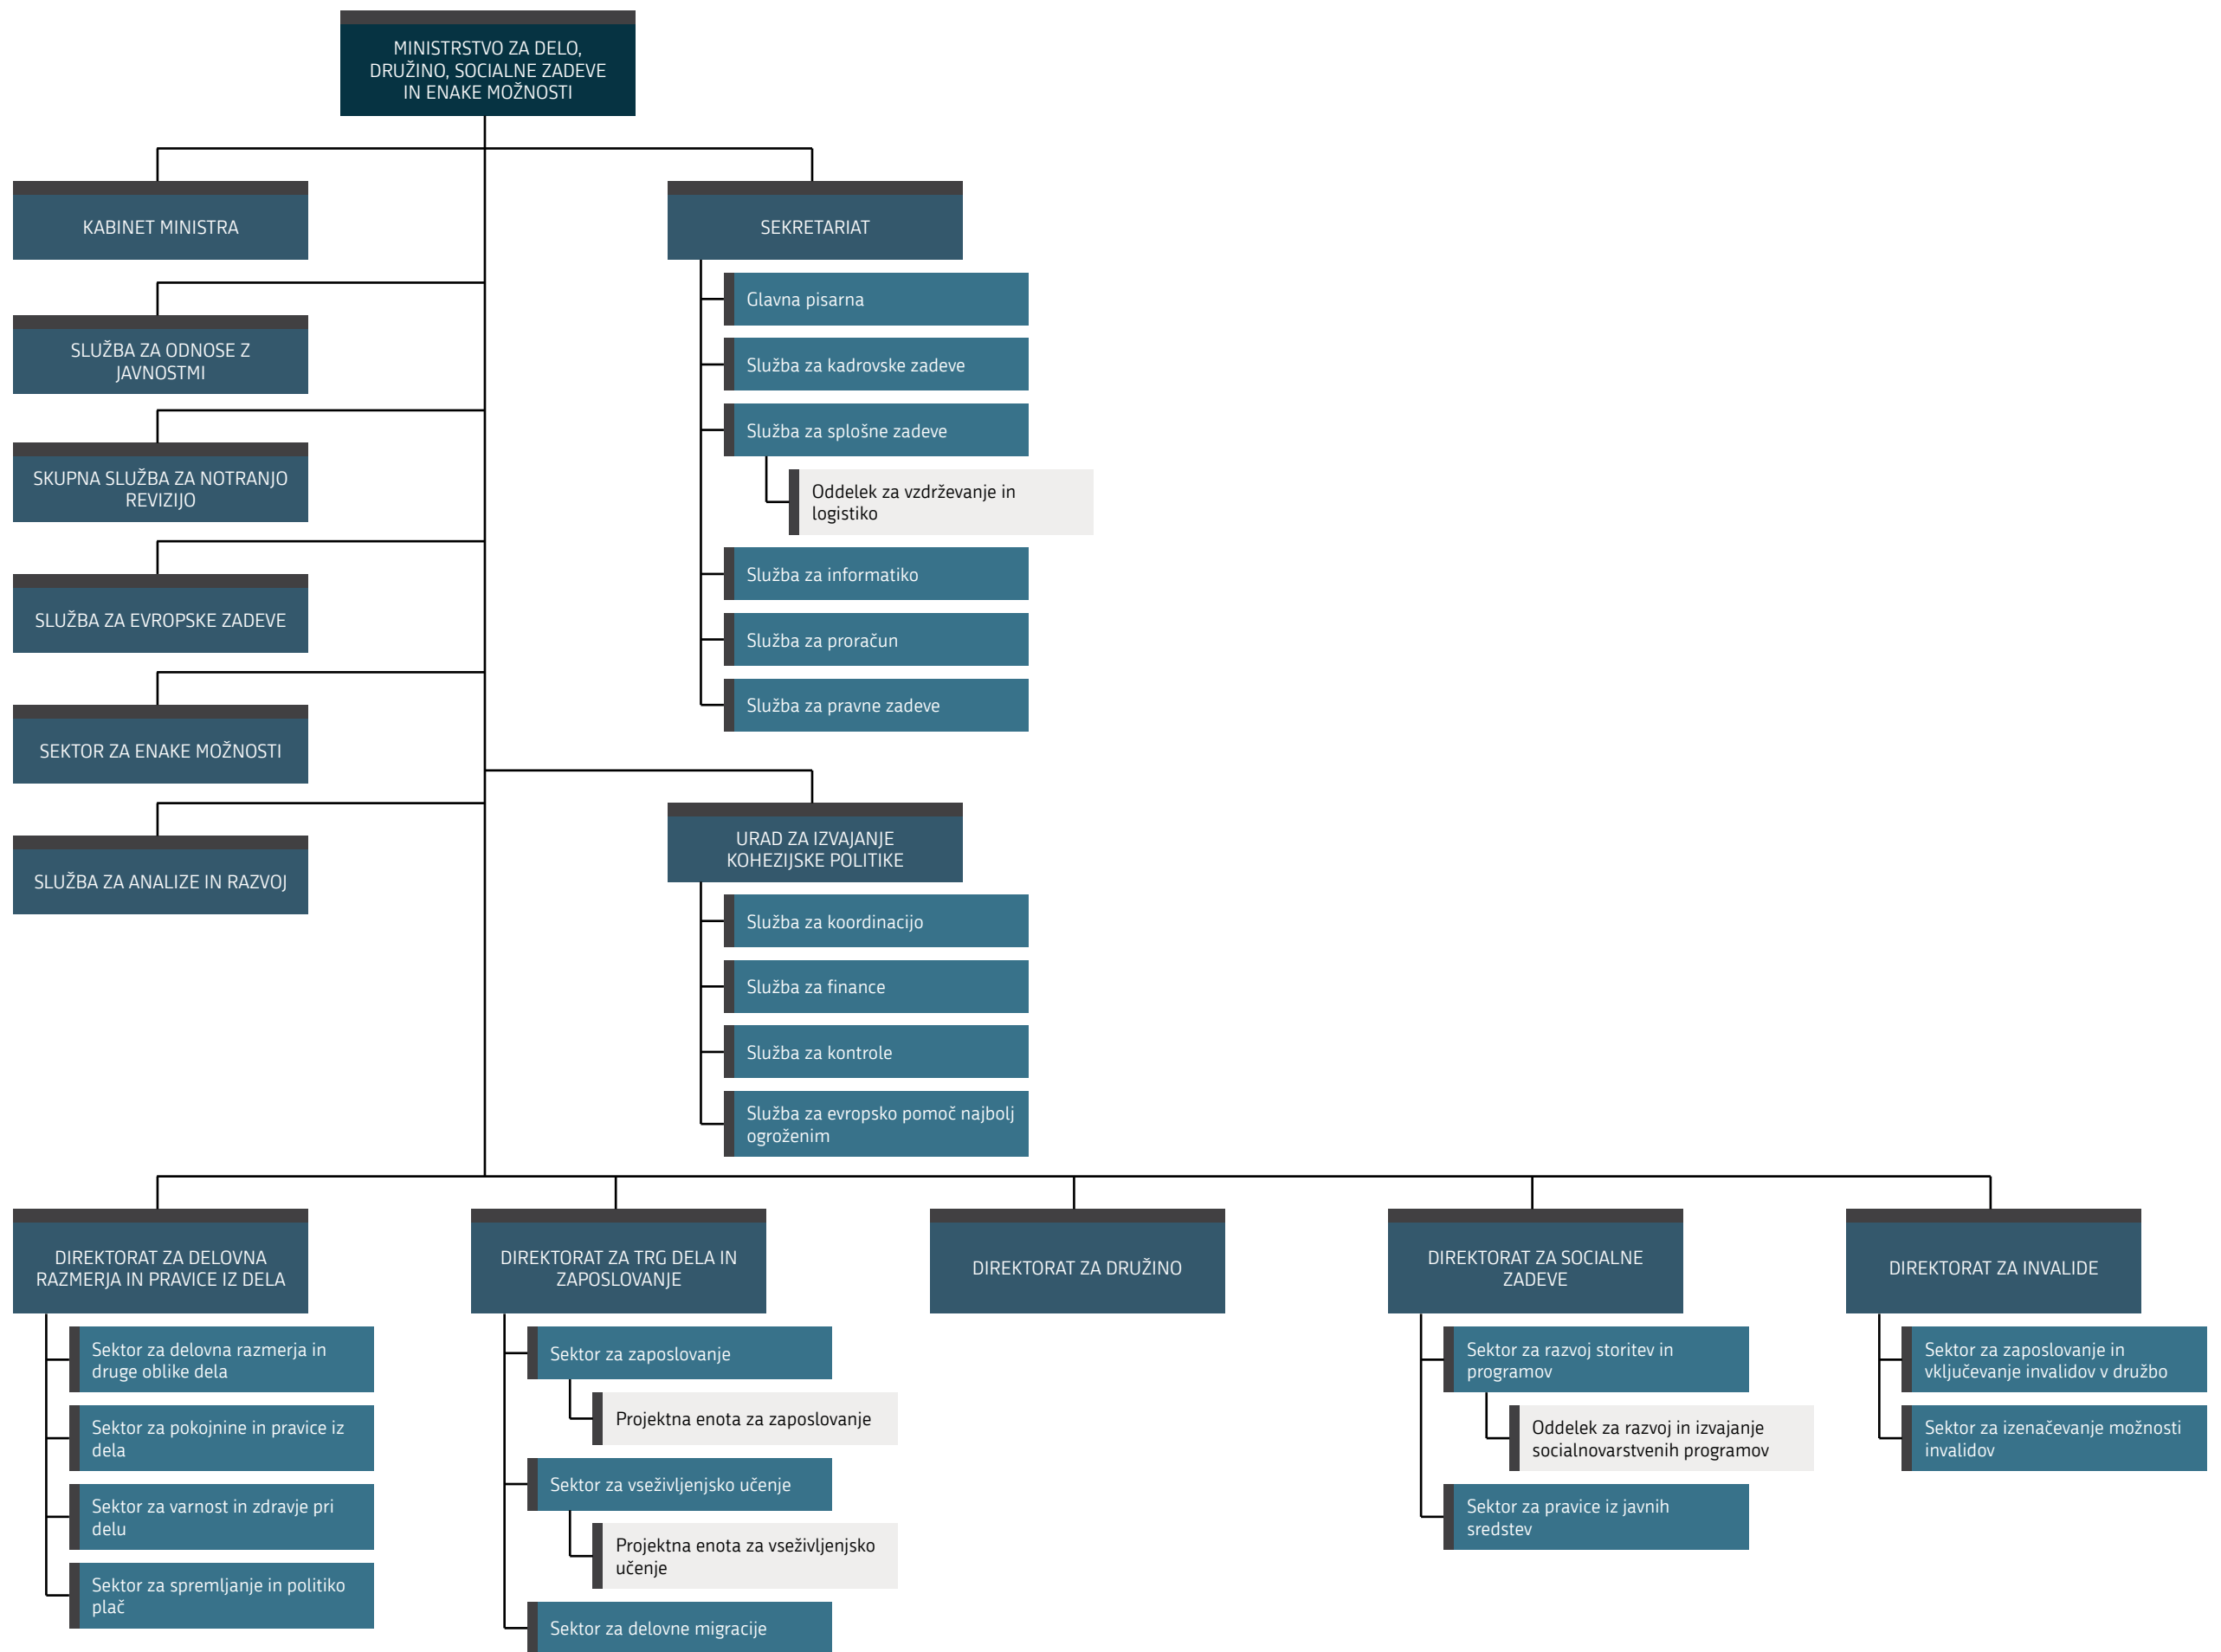 MINISTRSTVO ZA DELO,
DRUŽINO, SOCIALNE ZADEVE
IN ENAKE MOŽNOSTI
KABINET MINISTRA
SEKRETARIAT
Glavna pisarna
SLUŽBA ZA ODNOSE Z
JAVNOSTMI
Služba za kadrovske zadeve
Služba za splošne zadeve
SKUPNA SLUŽBA ZA NOTRANJO
REVIZIJO
Oddelek za vzdrževanje in
logistiko
Služba za informatiko
SLUŽBA ZA EVROPSKE ZADEVE
Služba za proračun
Služba za pravne zadeve
SEKTOR ZA ENAKE MOŽNOSTI
URAD ZA IZVAJANJE
KOHEZIJSKE POLITIKE
SLUŽBA ZA ANALIZE IN RAZVOJ
Služba za koordinacijo
Služba za finance
Služba za kontrole
Služba za evropsko pomoč najbolj
ogroženim
DIREKTORAT ZA DELOVNA
RAZMERJA IN PRAVICE IZ DELA
Sektor za delovna razmerja in
druge oblike dela
Sektor za pokojnine in pravice iz
dela
Sektor za varnost in zdravje pri
delu
Sektor za spremljanje in politiko
plač
DIREKTORAT ZA TRG DELA IN
ZAPOSLOVANJE
Sektor za zaposlovanje
Projektna enota za zaposlovanje
Sektor za vseživljenjsko učenje
Projektna enota za vseživljenjsko
učenje
Sektor za delovne migracije
DIREKTORAT ZA DRUŽINO
DIREKTORAT ZA SOCIALNE
ZADEVE
Sektor za razvoj storitev in
programov
Oddelek za razvoj in izvajanje
socialnovarstvenih programov
Sektor za pravice iz javnih
sredstev
DIREKTORAT ZA INVALIDE
Sektor za zaposlovanje in
vključevanje invalidov v družbo
Sektor za izenačevanje možnosti
invalidov